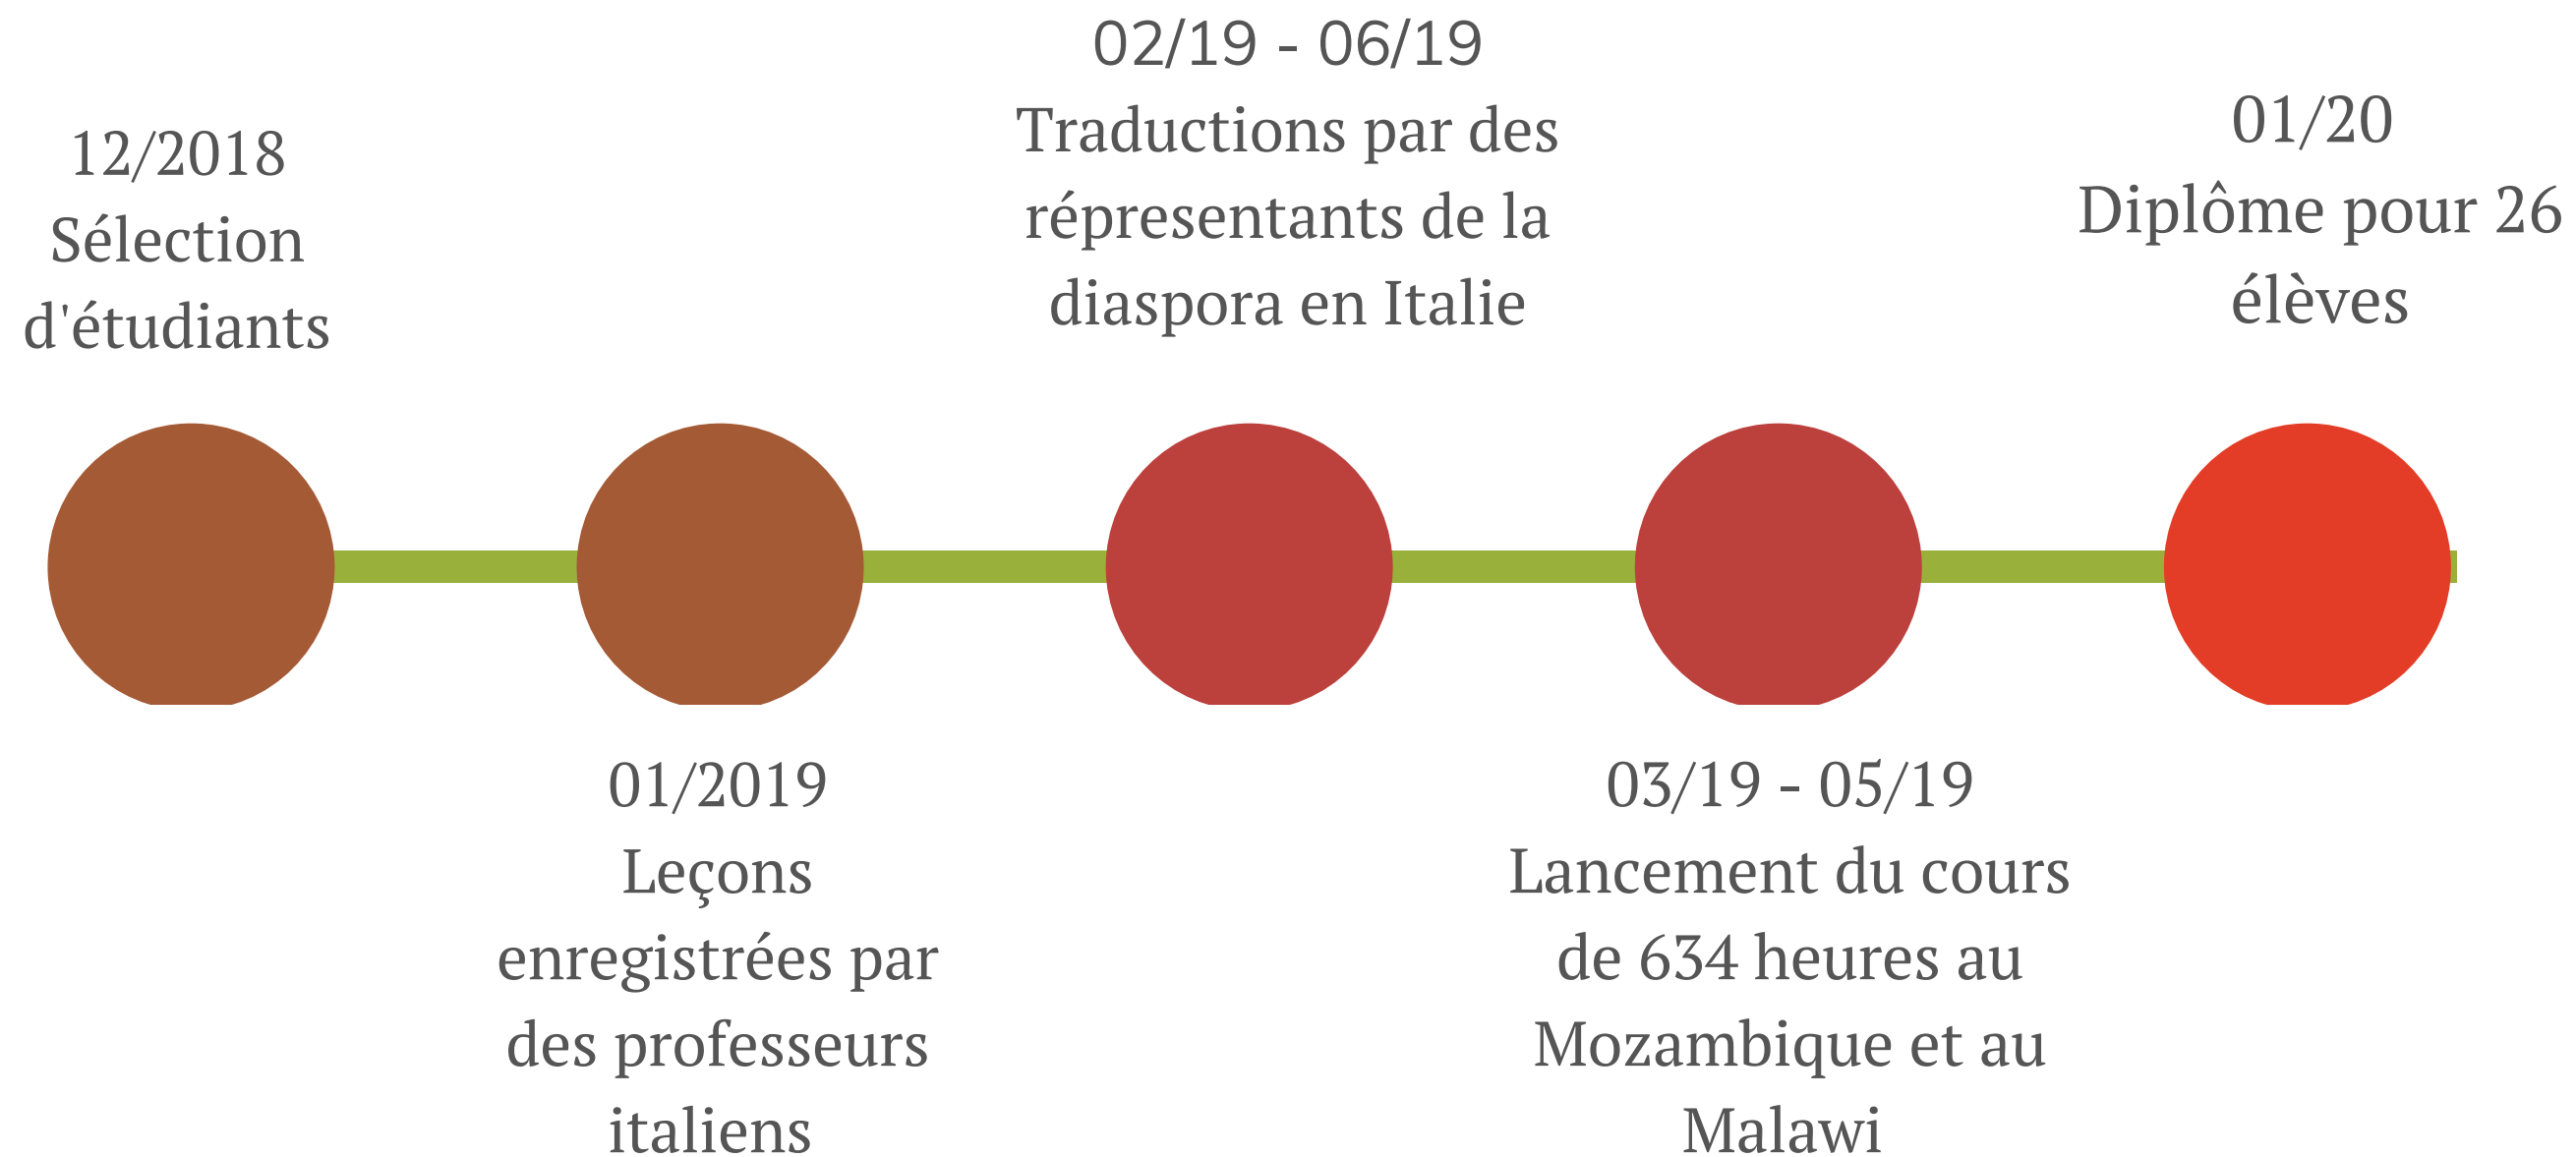 12/2018
Sélection
d'étudiants
01/2019
Leçons
enregistrées par
des professeurs
italiens
02/19 - 06/19
Traductions par des
répresentants de la
diaspora en Italie
03/19 - 05/19
Lancement du cours
de 634 heures au
Mozambique et au
Malawi
01/20
Diplôme pour 26
élèves